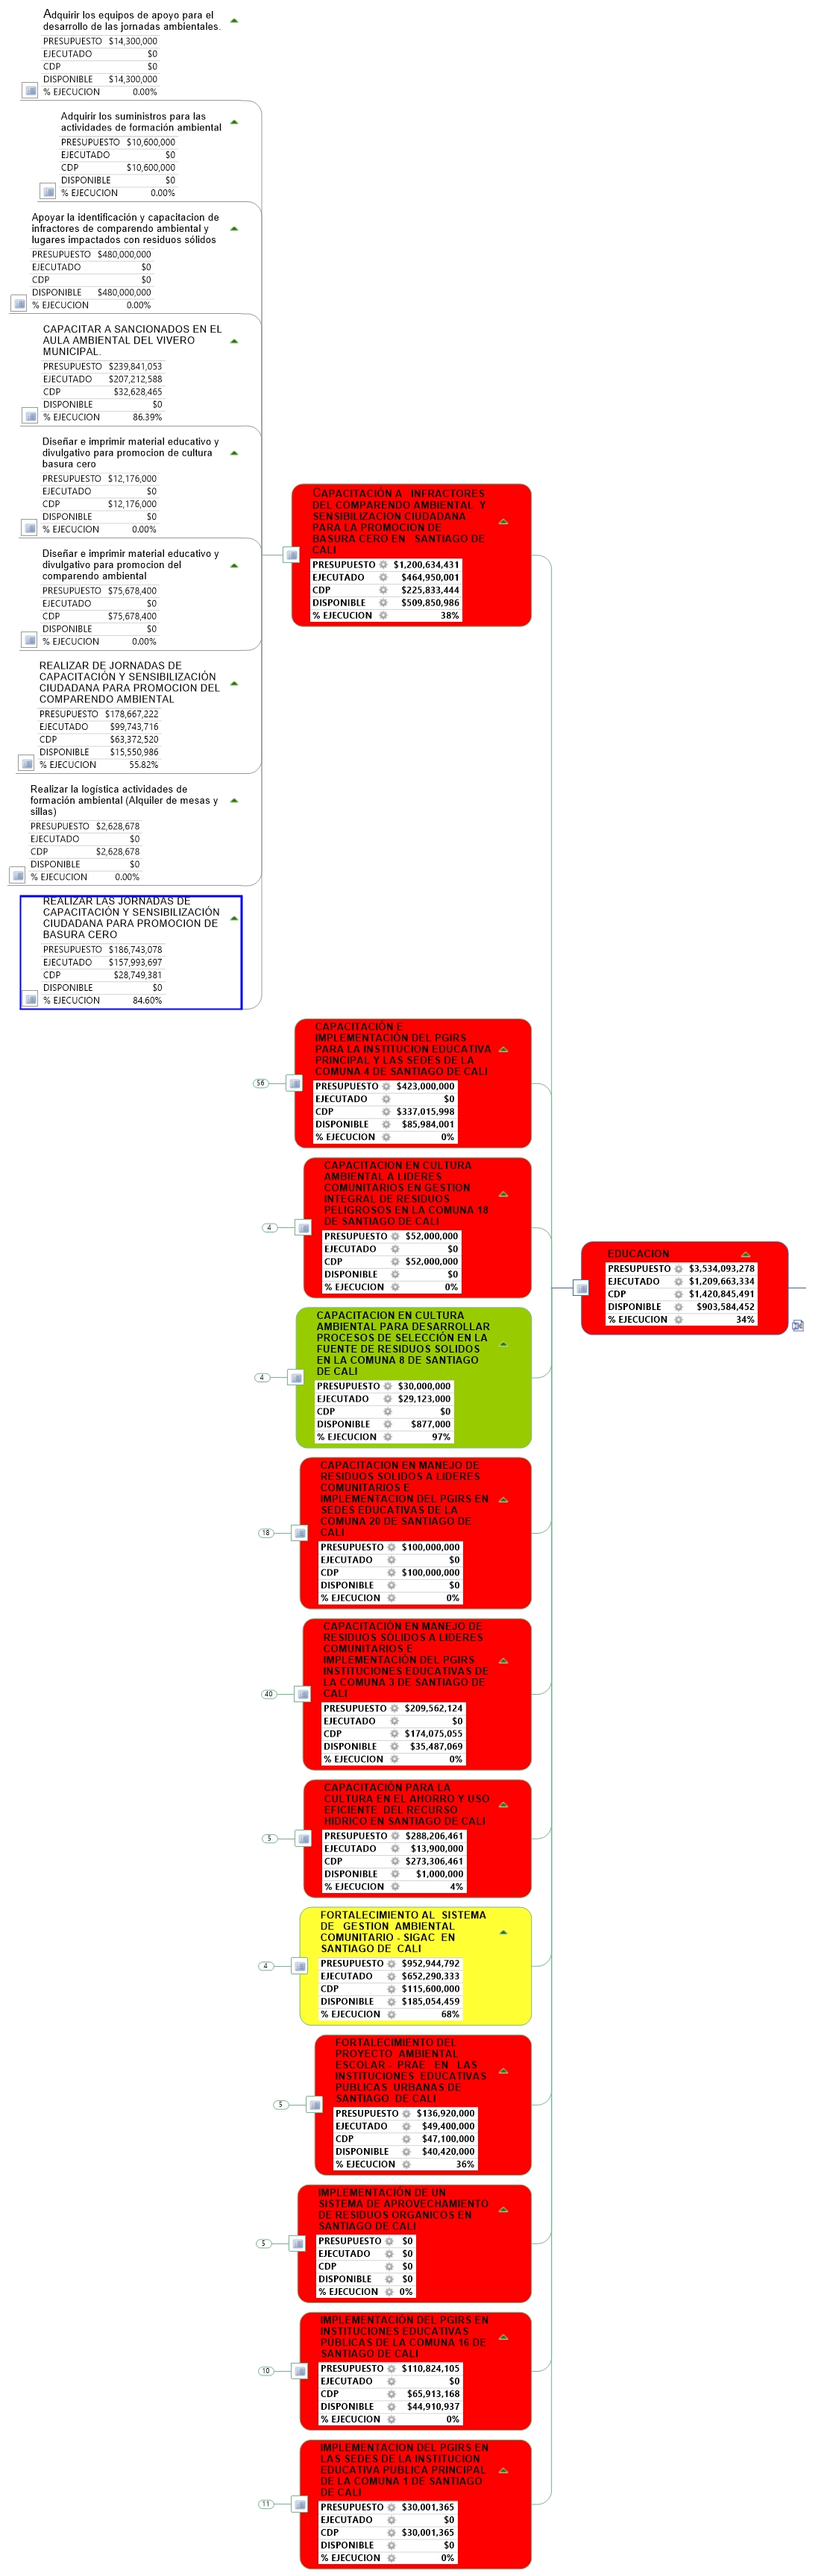 Adquirir los equipos de apoyo para el
desarrollo de las jornadas ambientales.
PRESUPUESTO $14,300,000
EJECUTADO $0
CDP $0
DISPONIBLE $14,300,000
% EJECUCION 0.00%
Adquirir los suministros para las
actividades de formación ambiental
PRESUPUESTO $10,600,000
EJECUTADO $0
CDP $10,600,000
DISPONIBLE $0
% EJECUCION 0.00%
Apoyar la identificación y capacitacion de
infractores de comparendo ambiental y
lugares impactados con residuos sólidos
PRESUPUESTO $480,000,000
EJECUTADO $0
CDP $0
DISPONIBLE $480,000,000
% EJECUCION 0.00%
CAPACITAR A SANCIONADOS EN EL
AULA AMBIENTAL DEL VIVERO
MUNICIPAL.
PRESUPUESTO $239,841,053
EJECUTADO $207,212,588
CDP $32,628,465
DISPONIBLE $0
% EJECUCION 86.39%
Diseñar e imprimir material educativo y
divulgativo para promocion de cultura
basura cero
PRESUPUESTO $12,176,000
EJECUTADO $0
CDP $12,176,000
DISPONIBLE $0
% EJECUCION 0.00%
Diseñar e imprimir material educativo y
divulgativo para promocion del
comparendo ambiental
PRESUPUESTO $75,678,400
EJECUTADO $0
CDP $75,678,400
DISPONIBLE $0
% EJECUCION 0.00%
REALIZAR DE JORNADAS DE
CAPACITACIÓN Y SENSIBILIZACIÓN
CIUDADANA PARA PROMOCION DEL
COMPARENDO AMBIENTAL
PRESUPUESTO $178,667,222
EJECUTADO $99,743,716
CDP $63,372,520
DISPONIBLE $15,550,986
% EJECUCION 55.82%
Realizar la logística actividades de
formación ambiental (Alquiler de mesas y
sillas)
PRESUPUESTO $2,628,678
EJECUTADO $0
CDP $2,628,678
DISPONIBLE $0
% EJECUCION 0.00%
REALIZAR LAS JORNADAS DE
CAPACITACIÓN Y SENSIBILIZACIÓN
CIUDADANA PARA PROMOCION DE
BASURA CERO
PRESUPUESTO $186,743,078
EJECUTADO $157,993,697
CDP $28,749,381
DISPONIBLE $0
% EJECUCION 84.60%
CAPACITACIÓN A INFRACTORES
DEL COMPARENDO AMBIENTAL Y
SENSIBILIZACION CIUDADANA
PARA LA PROMOCION DE
BASURA CERO EN SANTIAGO DE
CALI
PRESUPUESTO $1,200,634,431
EJECUTADO $464,950,001
CDP $225,833,444
DISPONIBLE $509,850,986
% EJECUCION 38%
CAPACITACIÓN E
IMPLEMENTACIÓN DEL PGIRS
PARA LA INSTITUCION EDUCATIVA
PRINCIPAL Y LAS SEDES DE LA
COMUNA 4 DE SANTIAGO DE CALI
56
PRESUPUESTO $423,000,000
EJECUTADO $0
CDP $337,015,998
DISPONIBLE $85,984,001
% EJECUCION 0%
CAPACITACION EN CULTURA
AMBIENTAL A LIDERES
COMUNITARIOS EN GESTION
INTEGRAL DE RESIDUOS
PELIGROSOS EN LA COMUNA 18
DE SANTIAGO DE CALI
4
PRESUPUESTO $52,000,000
EJECUTADO $0
CDP $52,000,000
DISPONIBLE $0
% EJECUCION 0%
EDUCACION
PRESUPUESTO $3,534,093,278
EJECUTADO $1,209,663,334
CDP $1,420,845,491
DISPONIBLE $903,584,452
% EJECUCION 34%
CAPACITACION EN CULTURA
AMBIENTAL PARA DESARROLLAR
PROCESOS DE SELECCIÓN EN LA
FUENTE DE RESIDUOS SOLIDOS
EN LA COMUNA 8 DE SANTIAGO
DE CALI
4
PRESUPUESTO $30,000,000
EJECUTADO $29,123,000
CDP $0
DISPONIBLE $877,000
% EJECUCION 97%
CAPACITACION EN MANEJO DE
RESIDUOS SOLIDOS A LIDERES
COMUNITARIOS E
IMPLEMENTACION DEL PGIRS EN
SEDES EDUCATIVAS DE LA
COMUNA 20 DE SANTIAGO DE
CALI
18
PRESUPUESTO $100,000,000
EJECUTADO $0
CDP $100,000,000
DISPONIBLE $0
% EJECUCION 0%
CAPACITACIÓN EN MANEJO DE
RESIDUOS SÓLIDOS A LIDERES
COMUNITARIOS E
IMPLEMENTACIÓN DEL PGIRS
INSTITUCIONES EDUCATIVAS DE
LA COMUNA 3 DE SANTIAGO DE
CALI
40
PRESUPUESTO $209,562,124
EJECUTADO $0
CDP $174,075,055
DISPONIBLE $35,487,069
% EJECUCION 0%
CAPACITACIÓN PARA LA
CULTURA EN EL AHORRO Y USO
EFICIENTE DEL RECURSO
HIDRICO EN SANTIAGO DE CALI
5
PRESUPUESTO $288,206,461
EJECUTADO $13,900,000
CDP $273,306,461
DISPONIBLE $1,000,000
% EJECUCION 4%
FORTALECIMIENTO AL SISTEMA
DE GESTION AMBIENTAL
COMUNITARIO - SIGAC EN
SANTIAGO DE CALI
4
PRESUPUESTO $952,944,792
EJECUTADO $652,290,333
CDP $115,600,000
DISPONIBLE $185,054,459
% EJECUCION 68%
FORTALECIMIENTO DEL
PROYECTO AMBIENTAL
ESCOLAR - PRAE EN LAS
INSTITUCIONES EDUCATIVAS
PUBLICAS URBANAS DE
SANTIAGO DE CALI
5
PRESUPUESTO $136,920,000
EJECUTADO $49,400,000
CDP $47,100,000
DISPONIBLE $40,420,000
% EJECUCION 36%
IMPLEMENTACIÓN DE UN
SISTEMA DE APROVECHAMIENTO
DE RESIDUOS ORGANICOS EN
SANTIAGO DE CALI
5
PRESUPUESTO $0
EJECUTADO $0
CDP $0
DISPONIBLE $0
% EJECUCION 0%
IMPLEMENTACIÓN DEL PGIRS EN
INSTITUCIONES EDUCATIVAS
PÚBLICAS DE LA COMUNA 16 DE
SANTIAGO DE CALI
10
PRESUPUESTO $110,824,105
EJECUTADO $0
CDP $65,913,168
DISPONIBLE $44,910,937
% EJECUCION 0%
IMPLEMENTACION DEL PGIRS EN
LAS SEDES DE LA INSTITUCION
EDUCATIVA PUBLICA PRINCIPAL
DE LA COMUNA 1 DE SANTIAGO
DE CALI
11
PRESUPUESTO $30,001,365
EJECUTADO $0
CDP $30,001,365
DISPONIBLE $0
% EJECUCION 0%